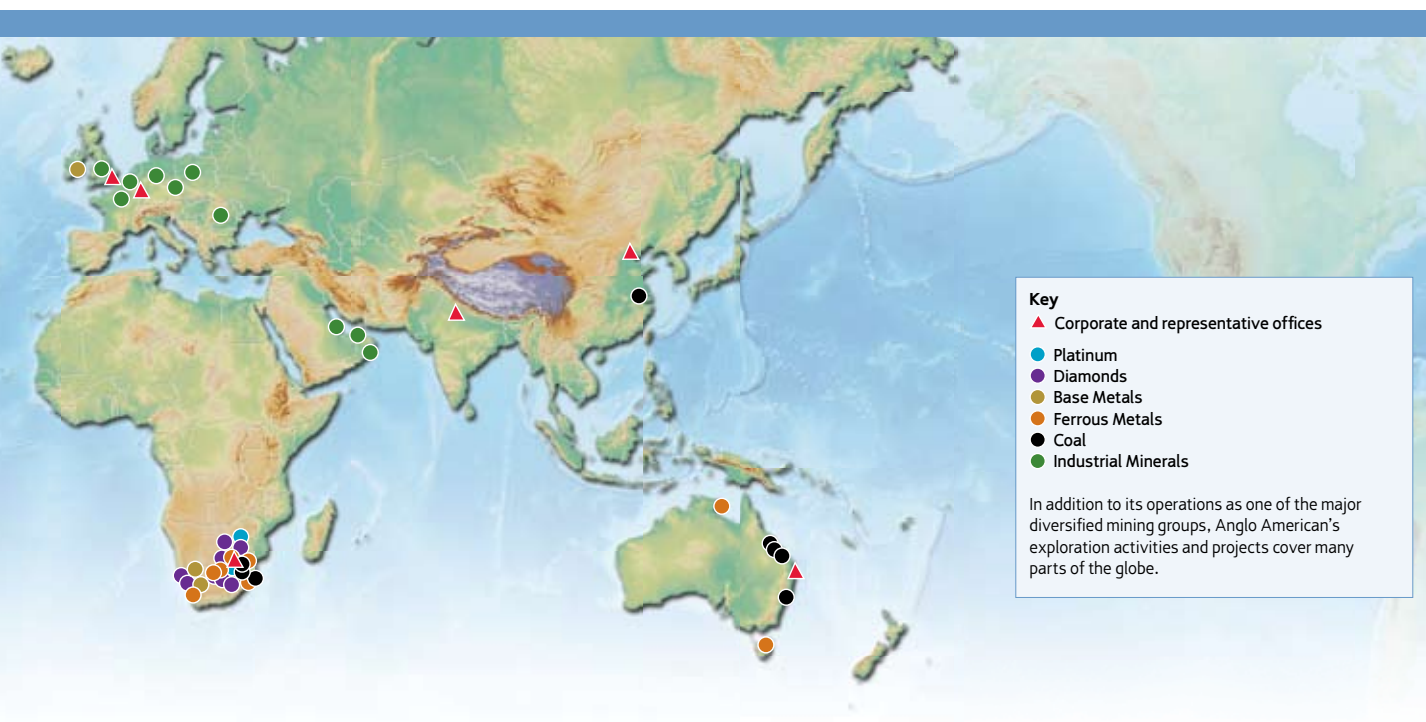 Key
Corporate and representative offices
Platinum
Diamonds
Base Metals
Ferrous Metals
Coal
Industrial Minerals
In addition to its operations as one of the major
diversified mining groups, Anglo American's
exploration activities and projects cover many
parts of the globe.